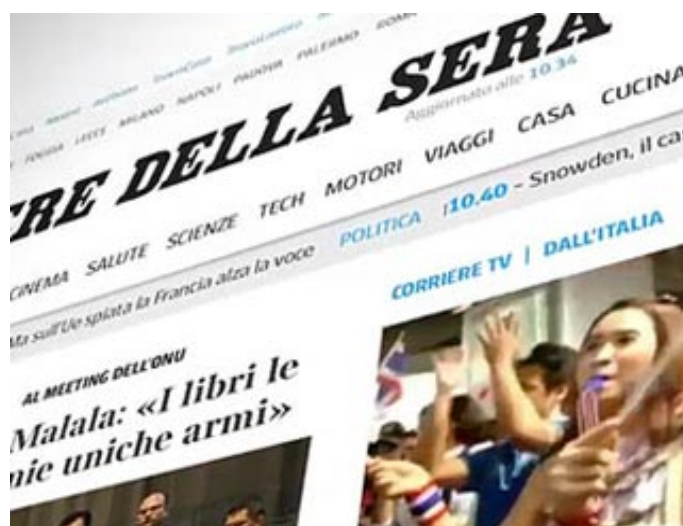 PADOVA PALERMO
FOGGIA LECCE MILANO NAPOLI
ERE DELLA SERA
Aggiornato alle 10.34
CINEMA SALUTE SCIENZE TECH MOTORI VIAGGI CASA CUCINA
Ma sull'Ue spiata la Francia alza la voce POLITICA 10.40 - Snowden, il ca
CORRIERE TV | DALL'ITALIA
AL MEETING DELL'ONU
Malala: «I libri le
mie uniche armi»